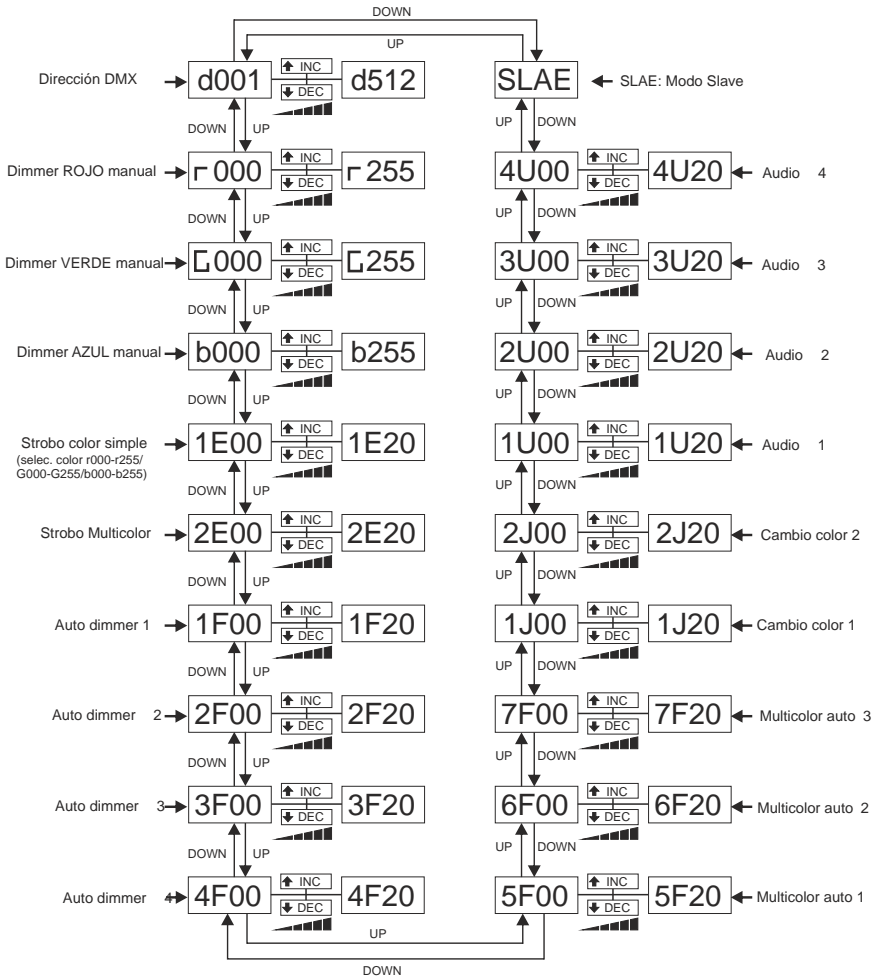 DOWN
UP
Dirección DMX d001 INC DEC d512 SLAE SLAE: Modo Slave
DOWN UP UP DOWN
Dimmer ROJO manual r000 INC DEC r255 4U00 INC DEC 4U20 Audio 4
DOWN UP UP DOWN
Dimmer VERDE manual G000 INC DEC G255 3U00 INC DEC 3U20 Audio 3
DOWN UP UP DOWN
Dimmer AZUL manual b000 INC DEC b255 2U00 INC DEC 2U20 Audio 2
DOWN UP UP DOWN
Strobo color simple 1E00 INC DEC 1E20 1U00 INC DEC 1U20 Audio 1
(selec. color r000-r255/
G000-G255/b000-b255)
DOWN UP UP DOWN
Strobo Multicolor 2E00 INC DEC 2E20 2J00 INC DEC 2J20 Cambio color 2
DOWN UP UP DOWN
Auto dimmer 1 1F00 INC DEC 1F20 1J00 INC DEC 1J20 Cambio color 1
DOWN UP UP DOWN
Auto dimmer 2 2F00 INC DEC 2F20 7F00 INC DEC 7F20 Multicolor auto 3
DOWN UP UP DOWN
Auto dimmer 3 3F00 INC DEC 3F20 6F00 INC DEC 6F20 Multicolor auto 2
DOWN UP UP DOWN
Auto dimmer 4 4F00 INC DEC 4F20 5F00 INC DEC 5F20 Multicolor auto 1
UP
DOWN